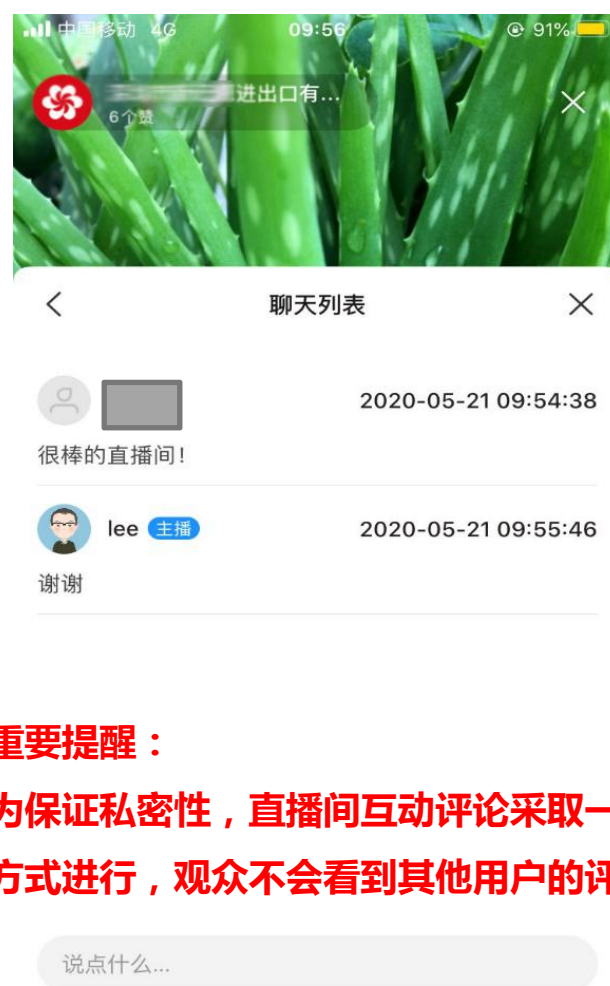 中国移动 4G 09:56 91%
进出口有...
6个赞
聊天列表
2020-05-21 09:54:38
很棒的直播间！
lee 主播 2020-05-21 09:55:46
谢谢
重要提醒：
为保证私密性，直播间互动评论采取一
方式进行，观众不会看到其他用户的评
说点什么...